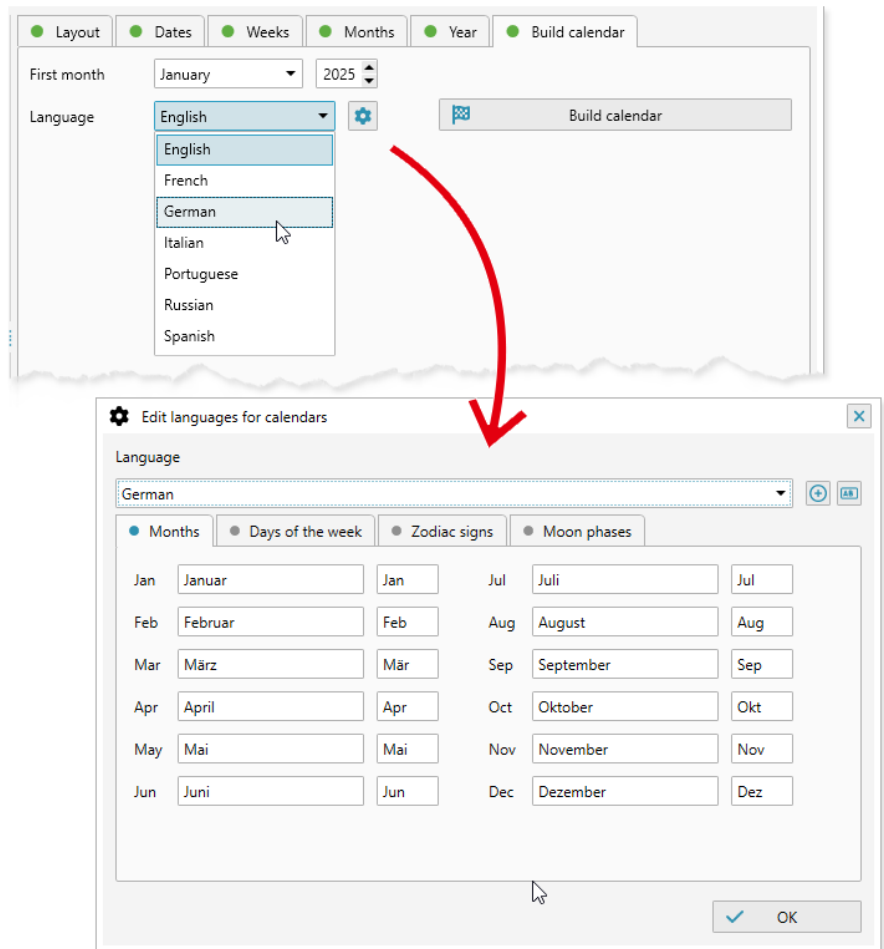 Layout Dates Weeks Months Year Build calendar
First month January 2025
Language English Build calendar
English
French
German
Italian
Portuguese
Russian
Spanish
Edit languages for calendars
Language
German
AB
Months Days of the week Zodiac signs Moon phases
Jan Januar Jan Jul Juli Jul
Feb Februar Feb Aug August Aug
Mar März Mär Sep September Sep
Apr April Apr Oct Oktober Okt
May Mai Mai Nov November Nov
Jun Juni Jun Dec Dezember Dez
OK